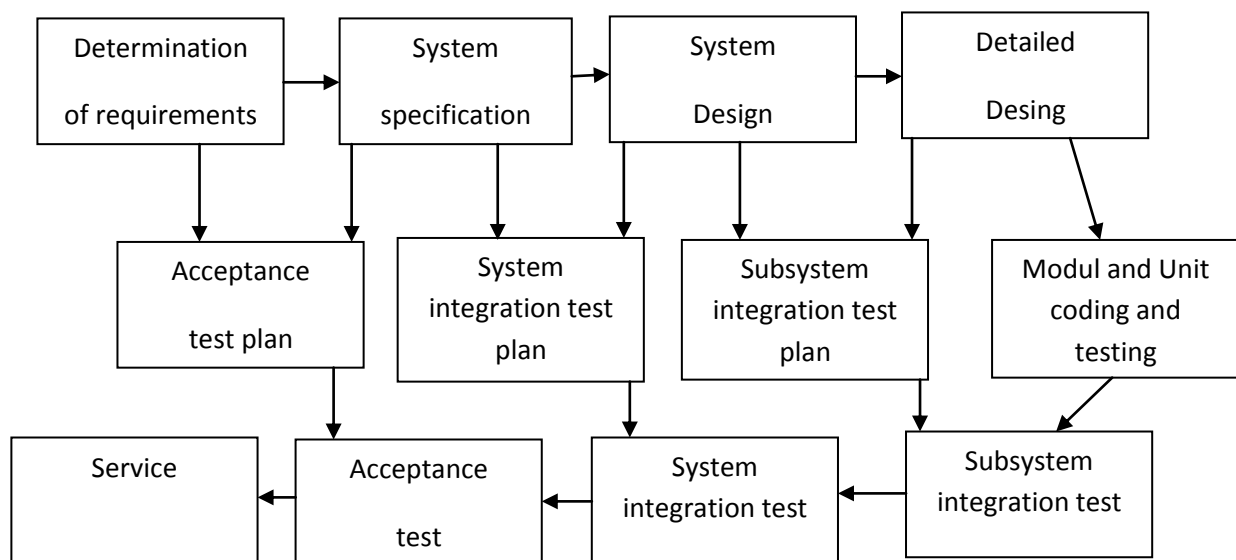 Determination
of requirements
System
specification
System
Design
Detailed
Desing
Acceptance
test plan
System
integration test
plan
Subsystem
integration test
plan
Modul and Unit
coding and
testing
Service
Acceptance
test
System
integration test
Subsystem
integration test